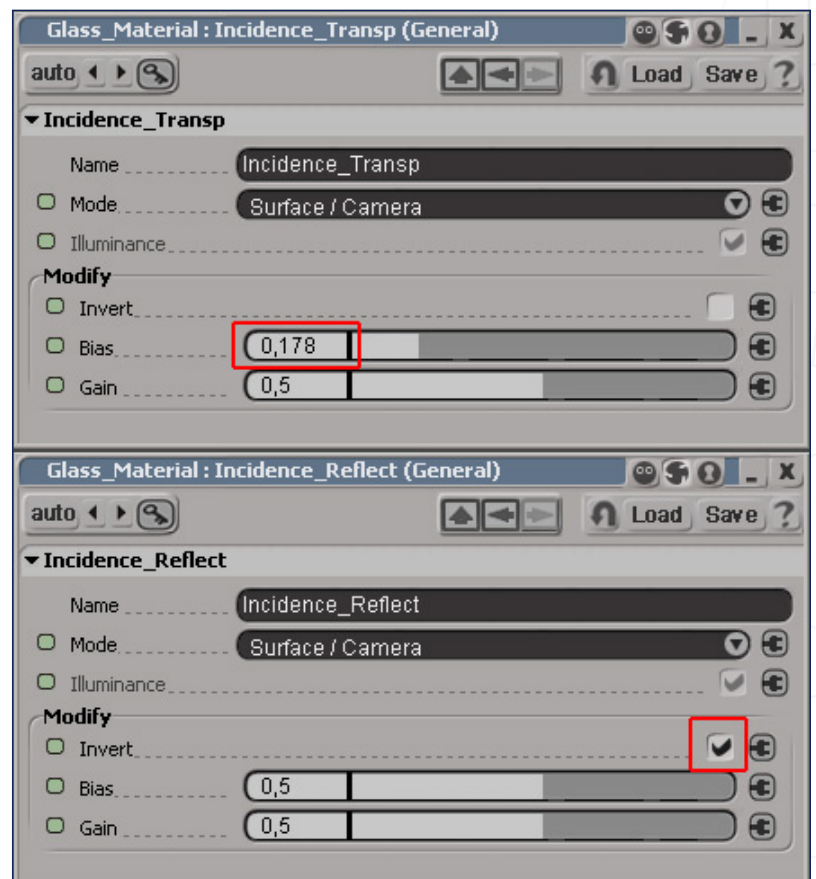 Glass_Material : Incidence_Transp (General)
auto Load Save ?
Incidence_Transp
Name Incidence_Transp
Mode Surface / Camera
Illuminance
Modify
Invert
Bias 0,178
Gain 0,5
Glass_Material : Incidence_Reflect (General)
auto Load Save ?
Incidence_Reflect
Name Incidence_Reflect
Mode Surface / Camera
Illuminance
Modify
Invert
Bias 0,5
Gain 0,5